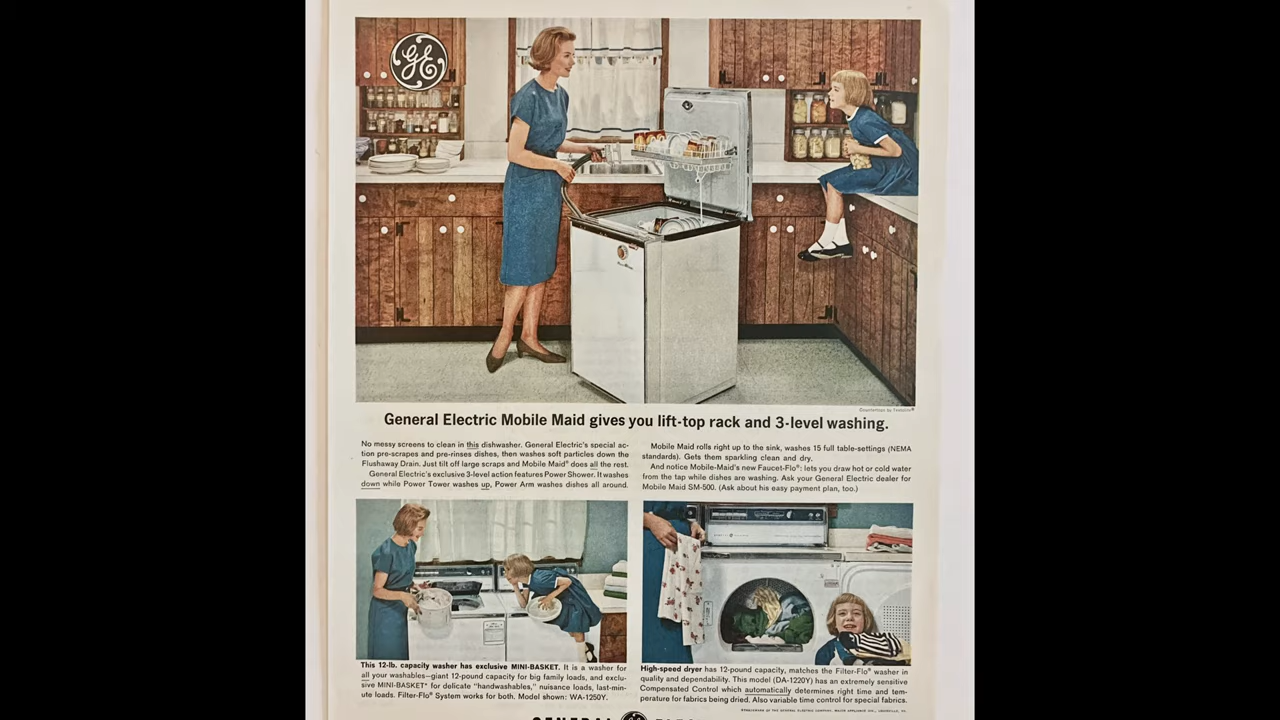 GE
Countertops by Textolite®
General Electric Mobile Maid gives you lift-top rack and 3-level washing.
No messy screens to clean in this dishwasher. General Electric's special ac-
tion pre-scrapes and pre-rinses dishes, then washes soft particles down the
Flushaway Drain. Just tilt off large scraps and Mobile Maid® does all the rest.
General Electric's exclusive 3-level action features Power Shower. It washes
down while Power Tower washes up, Power Arm washes dishes all around.
Mobile Maid rolls right up to the sink, washes 15 full table-settings (NEMA
standards). Gets them sparkling clean and dry.
And notice Mobile-Maid's new Faucet-Flo®: lets you draw hot or cold water
from the tap while dishes are washing. Ask your General Electric dealer for
Mobile Maid SM-500. (Ask about his easy payment plan, too.)
This 12-lb. capacity washer has exclusive MINI-BASKET. It is a washer for
all your washables—giant 12-pound capacity for big family loads, and exclu-
sive MINI-BASKET® for delicate "handwashables," nuisance loads, last-min-
ute loads. Filter-Flo® System works for both. Model shown: WA-1250Y.
High-speed dryer has 12-pound capacity, matches the Filter-Flo® washer in
quality and dependability. This model (DA-1220Y) has an extremely sensitive
Compensated Control which automatically determines right time and tem-
perature for fabrics being dried. Also variable time control for special fabrics.